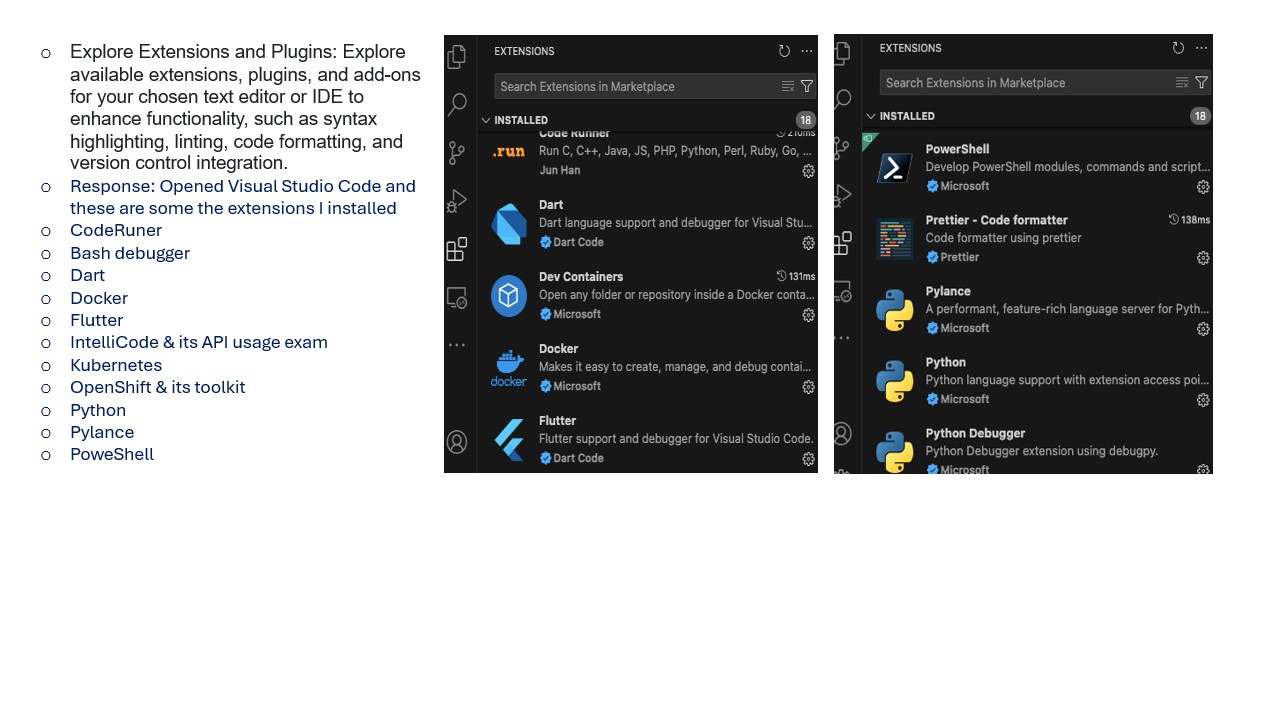 Explore Extensions and Plugins: Explore
available extensions, plugins, and add-ons
for your chosen text editor or IDE to
enhance functionality, such as syntax
highlighting, linting, code formatting, and
version control integration.
Response: Opened Visual Studio Code and
these are some the extensions I installed
CodeRuner
Bash debugger
Dart
Docker
Flutter
IntelliCode & its API usage exam
Kubernetes
OpenShift & its toolkit
Python
Pylance
PoweShell
EXTENSIONS
Search Extensions in Marketplace
INSTALLED 18
Code Runner 210ms
.run
Run C, C++, Java, JS, PHP, Python, Perl, Ruby, Go, ...
Jun Han
Dart
Dart language support and debugger for Visual Stu...
Dart Code
Dev Containers 131ms
Open any folder or repository inside a Docker conta...
Microsoft
Docker
Makes it easy to create, manage, and debug contai...
docker
Microsoft
Flutter
Flutter support and debugger for Visual Studio Code.
Dart Code
EXTENSIONS
Search Extensions in Marketplace
INSTALLED 18
PowerShell
Develop PowerShell modules, commands and script...
Microsoft
Prettier - Code formatter 138ms
Code formatter using prettier
Prettier
Pylance
A performant, feature-rich language server for Pyth...
Microsoft
Python
Python language support with extension access poi...
Microsoft
Python Debugger
Python Debugger extension using debugpy.
Microsoft